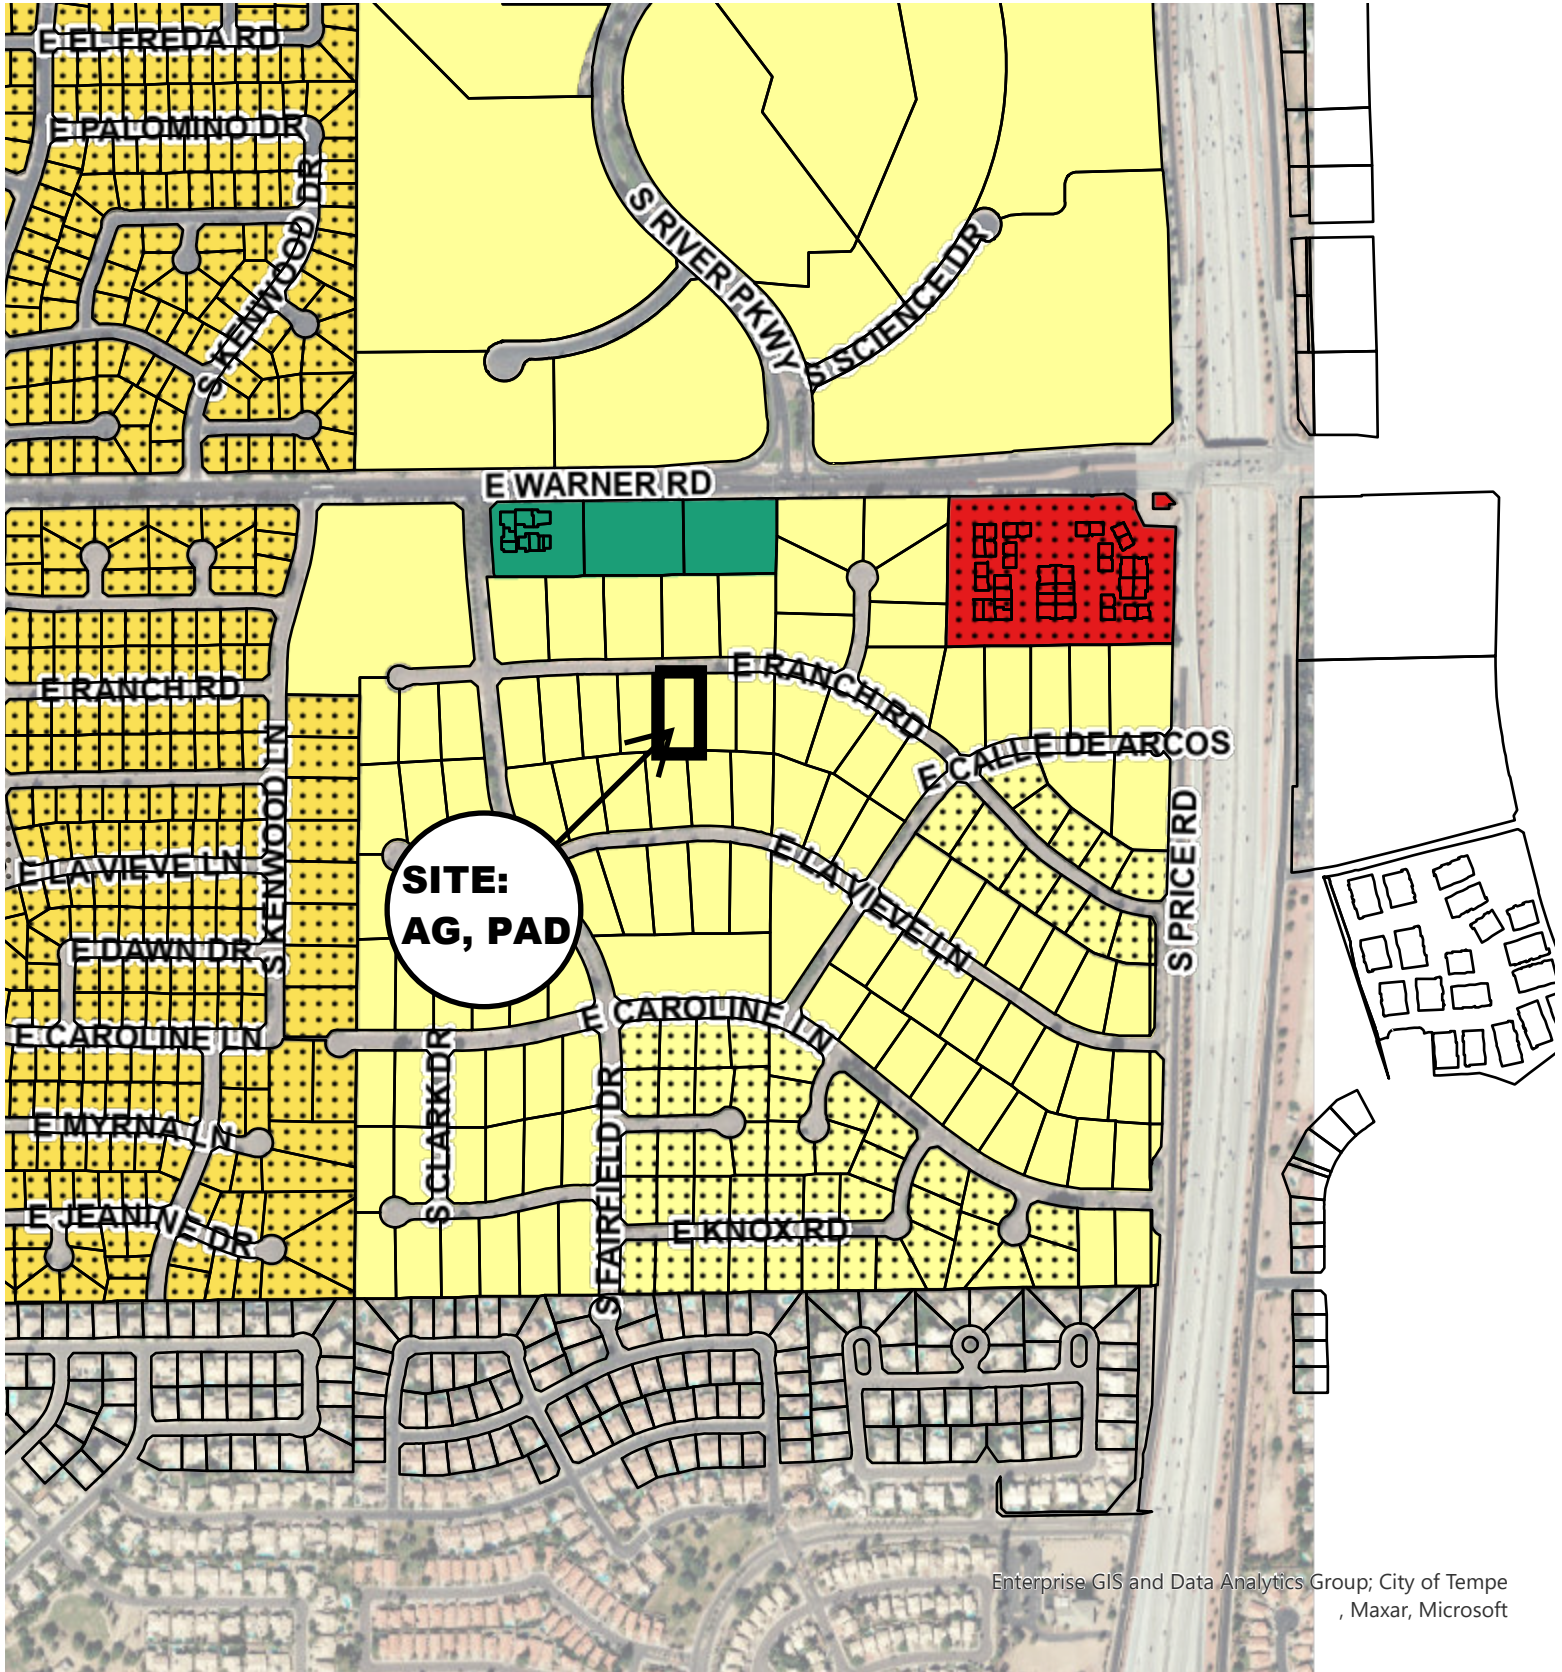 E EL FREDA RD
E PALOMINO DR
S KENWOOD DR
S RIVER PKWY
S SCIENCE DR
E WARNER RD
E RANCH RD
E RANCH RD
E CALLE DE ARCOS
S KENWOOD LN
E LA VIEVE LN
E LA VIEVE LN
S PRICE RD
SITE:
AG, PAD
E DAWN DR
E CAROLINE LN
E CAROLINE LN
S CLARK DR
S FAIRFIELD DR
E MYRNA LN
E JEANINE DR
E KNOX RD
Enterprise GIS and Data Analytics Group; City of Tempe
, Maxar, Microsoft